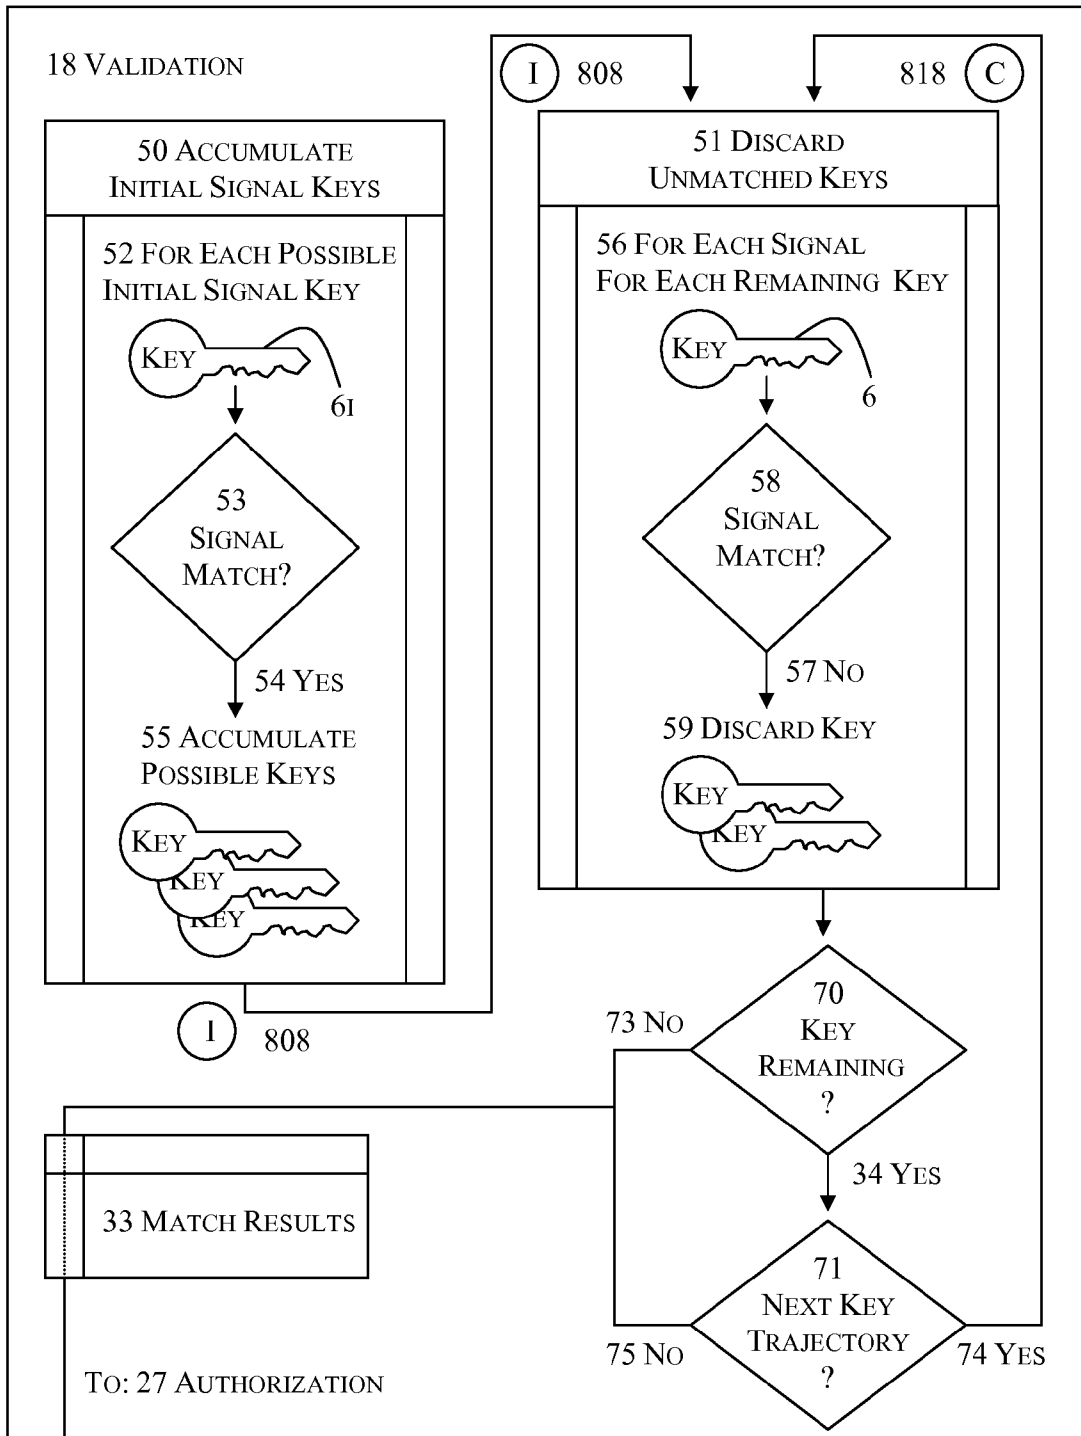 18 VALIDATION
50 ACCUMULATE
INITIAL SIGNAL KEYS
52 FOR EACH POSSIBLE
INITIAL SIGNAL KEY
KEY
6I
53
SIGNAL
MATCH?
54 YES
55 ACCUMULATE
POSSIBLE KEYS
KEY
KEY
KEY
I
808
I
808
818
C
51 DISCARD
UNMATCHED KEYS
56 FOR EACH SIGNAL
FOR EACH REMAINING KEY
KEY
6
58
SIGNAL
MATCH?
57 NO
59 DISCARD KEY
KEY
KEY
70
KEY
REMAINING
?
73 NO
34 YES
71
NEXT KEY
TRAJECTORY
?
75 NO
74 YES
33 MATCH RESULTS
TO: 27 AUTHORIZATION